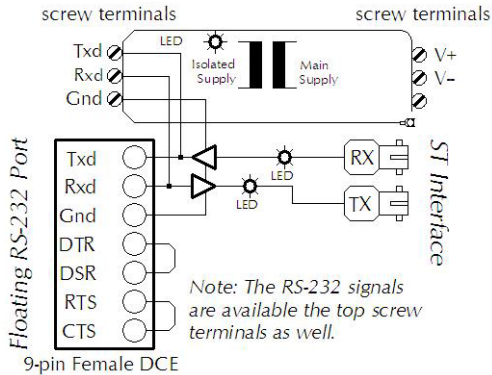 screw terminals
screw terminals
LED
Txd
Rxd
Gnd
Isolated
Supply
Main
Supply
V+
V−
Floating RS-232 Port
Txd
Rxd
Gnd
DTR
DSR
RTS
CTS
LED
LED
RX
TX
ST Interface
Note: The RS-232 signals
are available the top screw
terminals as well.
9-pin Female DCE